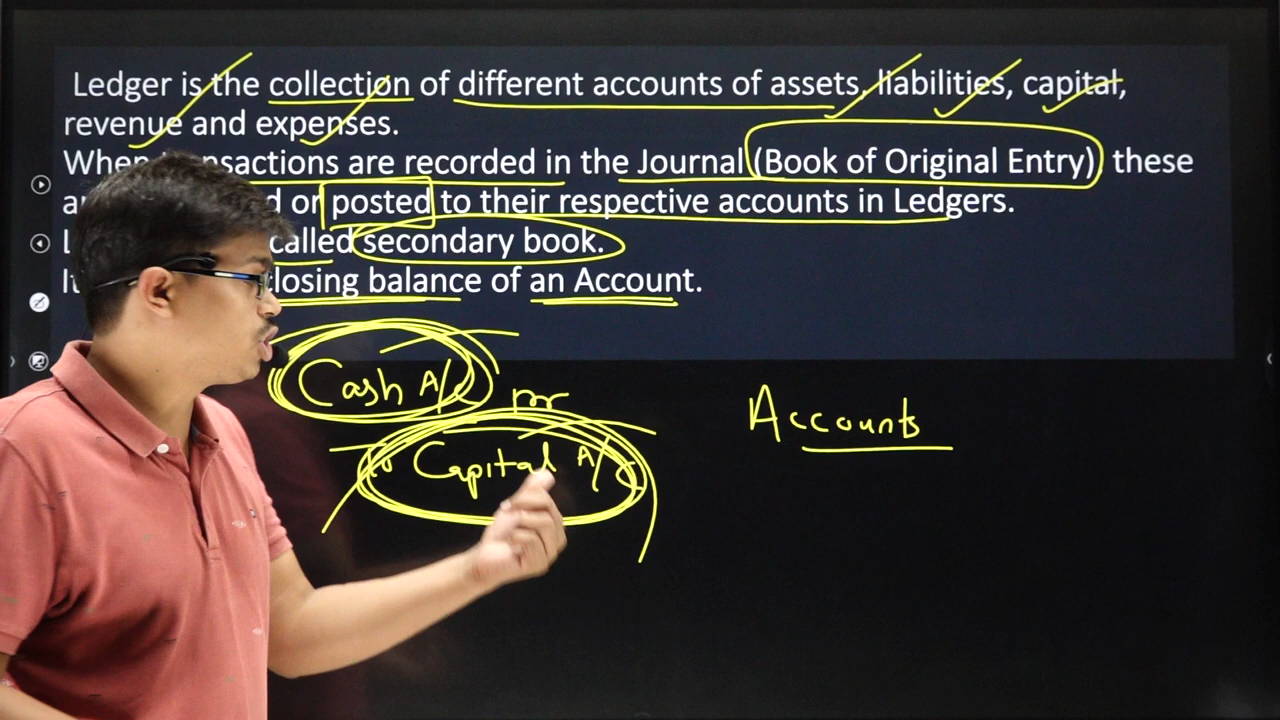 Ledger is the collection of different accounts of assets, liabilities, capital,
revenue and expenses.
When transactions are recorded in the Journal (Book of Original Entry), these
or posted to their respective accounts in Ledgers.
called secondary book.
closing balance of an Account.
Cash A/c Dr
Accounts
To Capital A/c